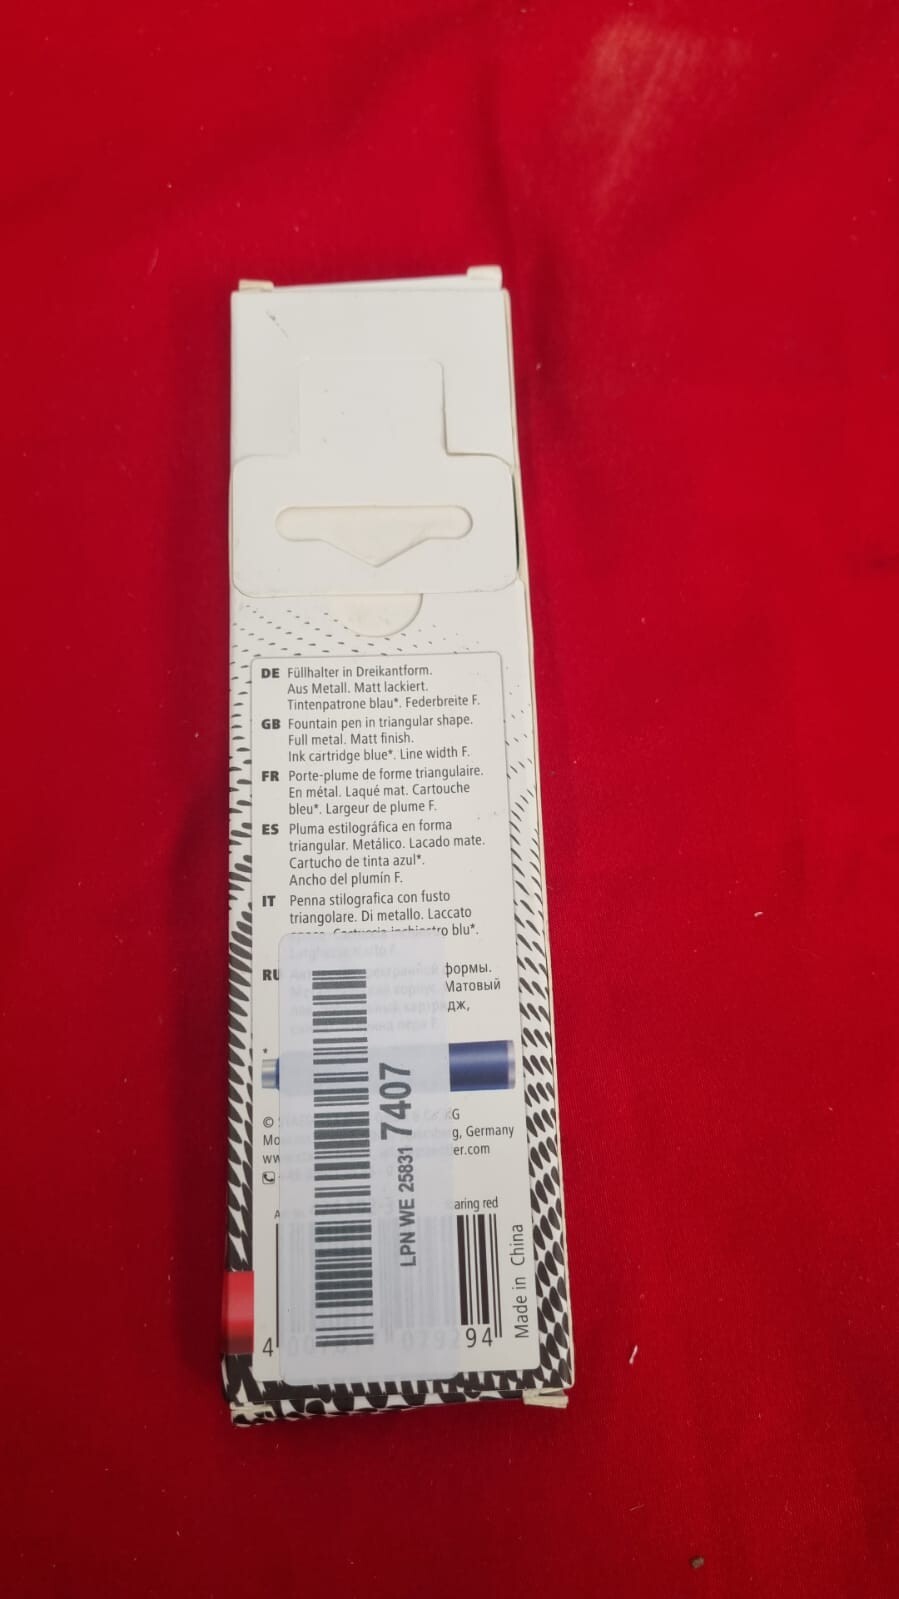 DE Füllhalter in Dreikantform.
Aus Metall. Matt lackiert.
Tintenpatrone blau*. Federbreite F.
GB Fountain pen in triangular shape.
Full metal. Matt finish.
Ink cartridge blue*. Line width F.
FR Porte-plume de forme triangulaire.
En métal. Laqué mat. Cartouche
bleu*. Largeur de plume F.
ES Pluma estilográfica en forma
triangular. Metálico. Lacado mate.
Cartucho de tinta azul*.
Ancho del plumín F.
IT Penna stilografica con fusto
triangolare. Di metallo. Laccato
blu*.
RU формы.
Матовый
*
©
Germany
LPN WE 25831 7407
red
Made in China
4 079294